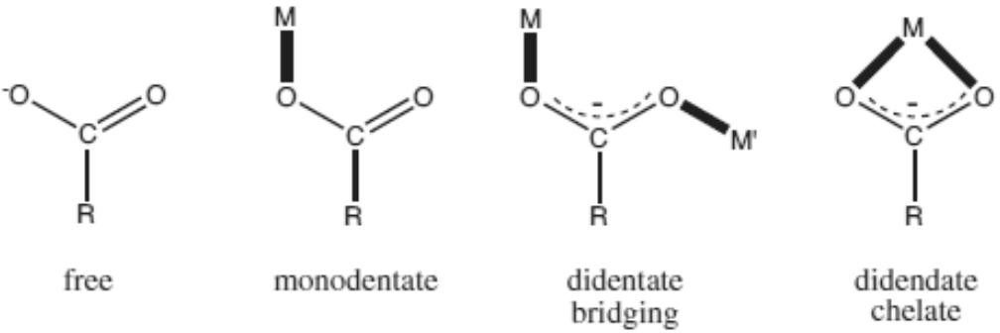 M M M
-O O O O O - O M' O - O
C C C C
R R R R
free monodentate didentate didendate
bridging chelate